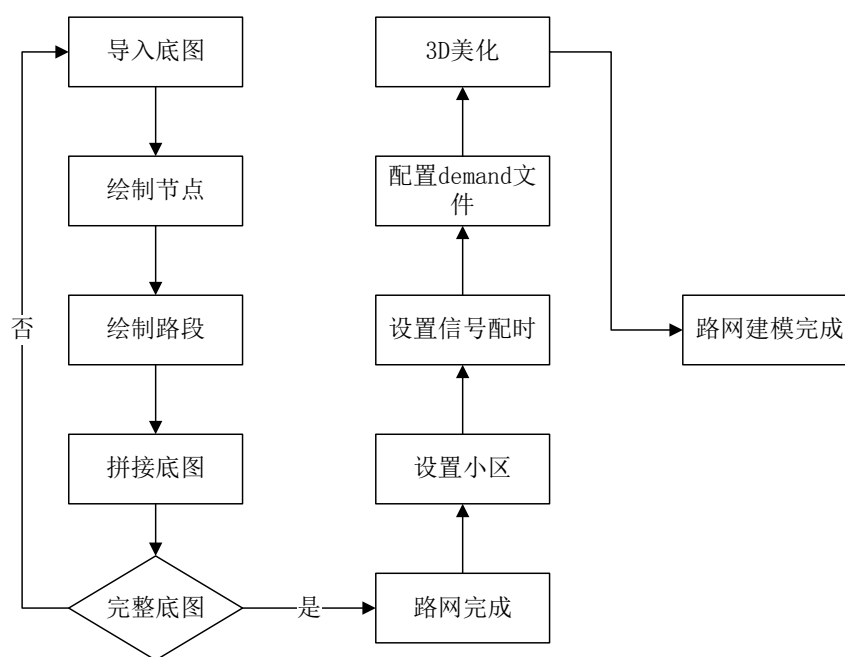 导入底图
绘制节点
绘制路段
拼接底图
完整底图
否
是
路网完成
设置小区
设置信号配时
配置demand文
件
3D美化
路网建模完成